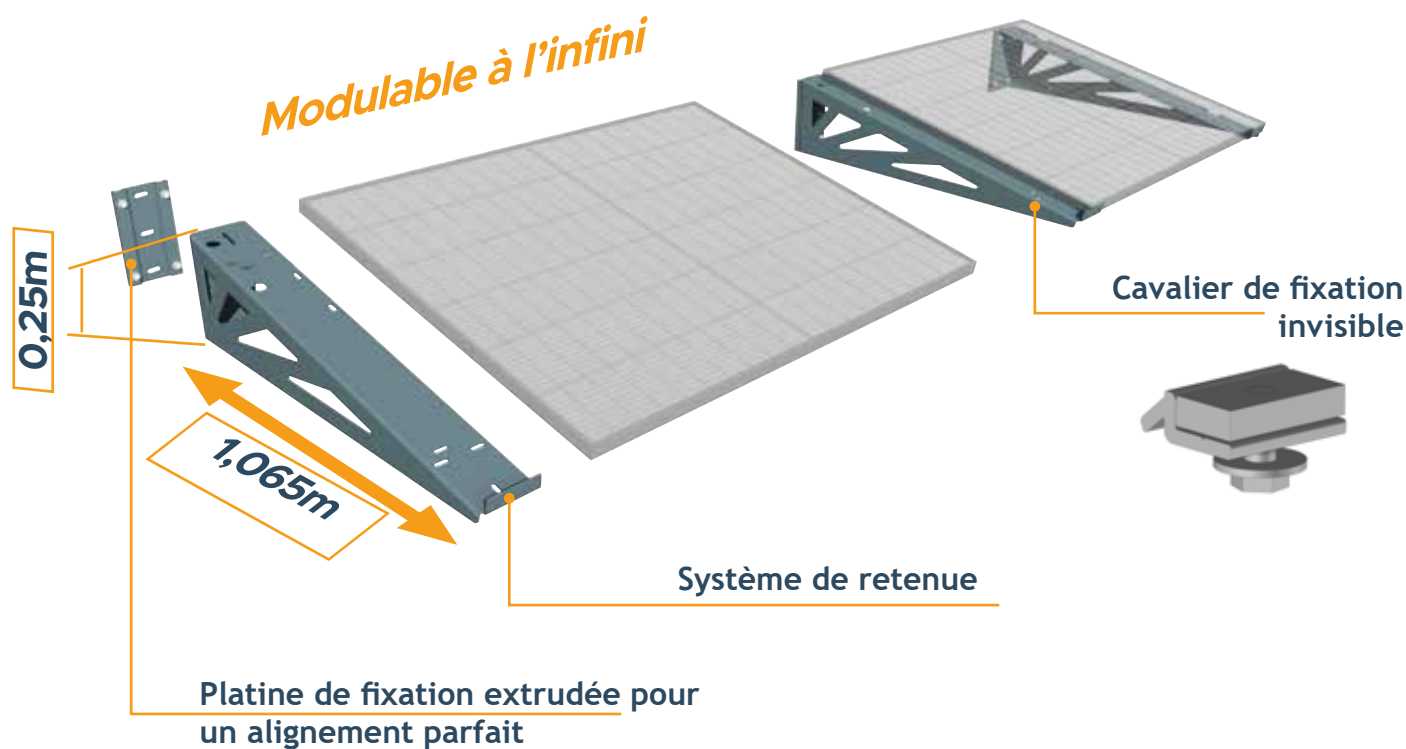 Modulable à l'infini
0,25m
1,065m
Cavalier de fixation
invisible
Système de retenue
Platine de fixation extrudée pour
un alignement parfait